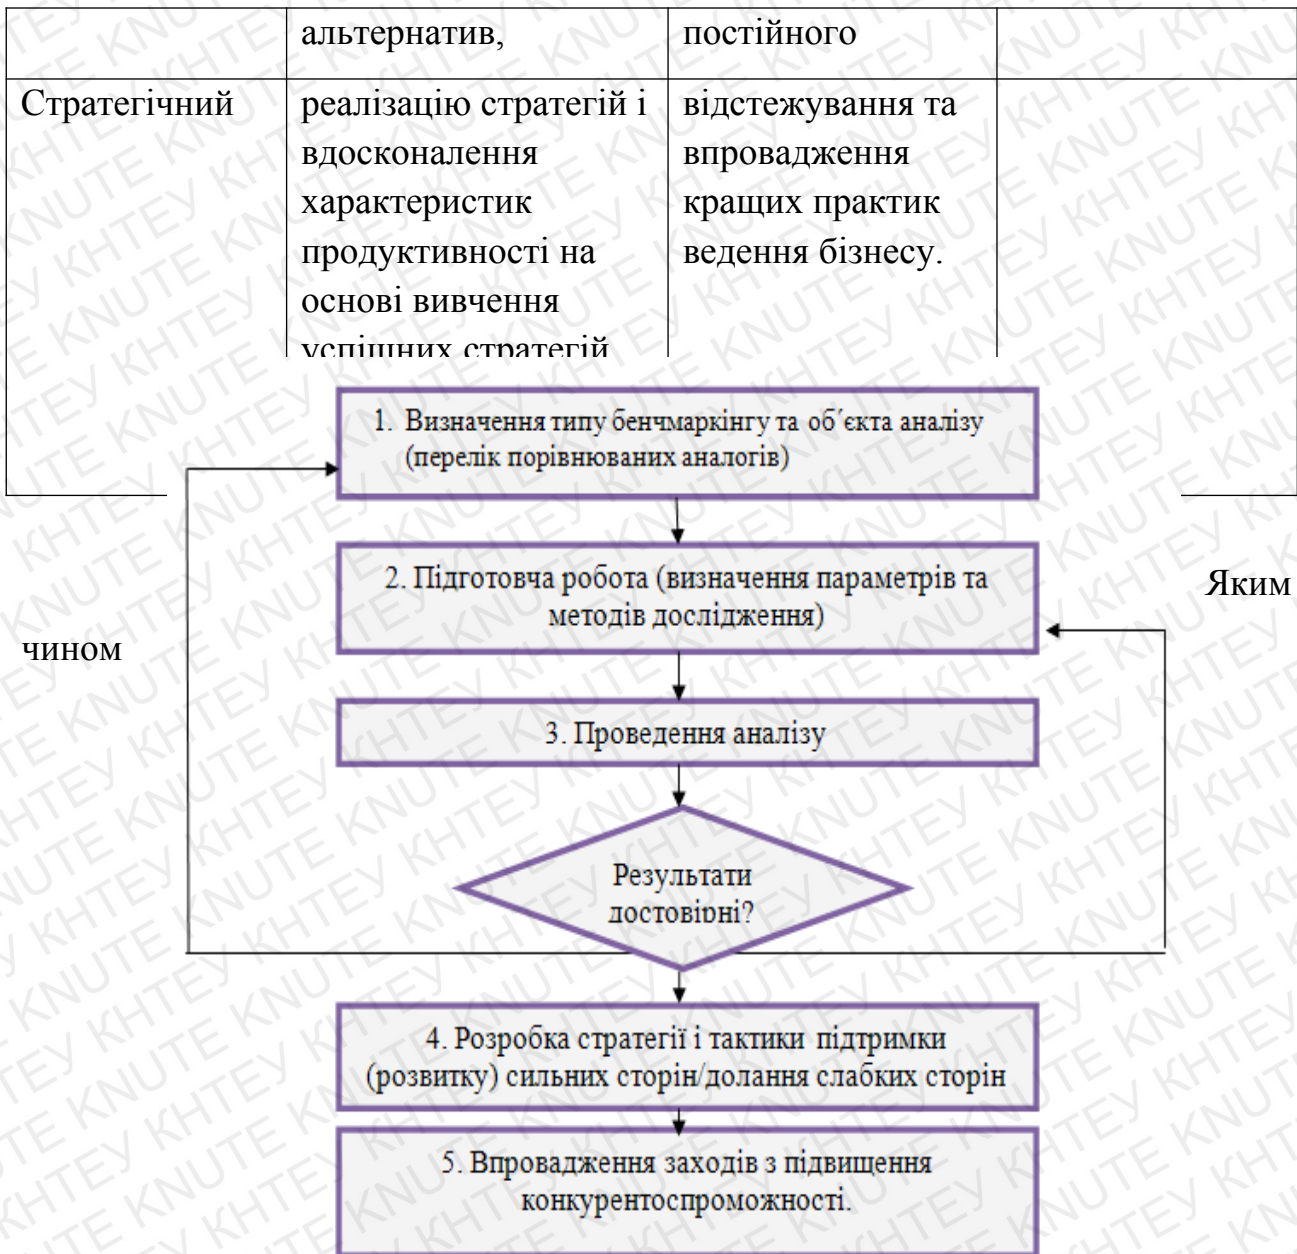 альтернатив,
постійного
Стратегічний
реалізацію стратегій і
вдосконалення
характеристик
продуктивності на
основі вивчення
успішних стратегій
відстежування та
впровадження
кращих практик
ведення бізнесу.
1. Визначення типу бенчмаркінгу та об´єкта аналізу
(перелік порівнюваних аналогів)
2. Підготовча робота (визначення параметрів та
методів дослідження)
Яким
чином
3. Проведення аналізу
Результати
достовірні?
4. Розробка стратегії і тактики підтримки
(розвитку) сильних сторін/долання слабких сторін
5. Впровадження заходів з підвищення
конкурентоспроможності.